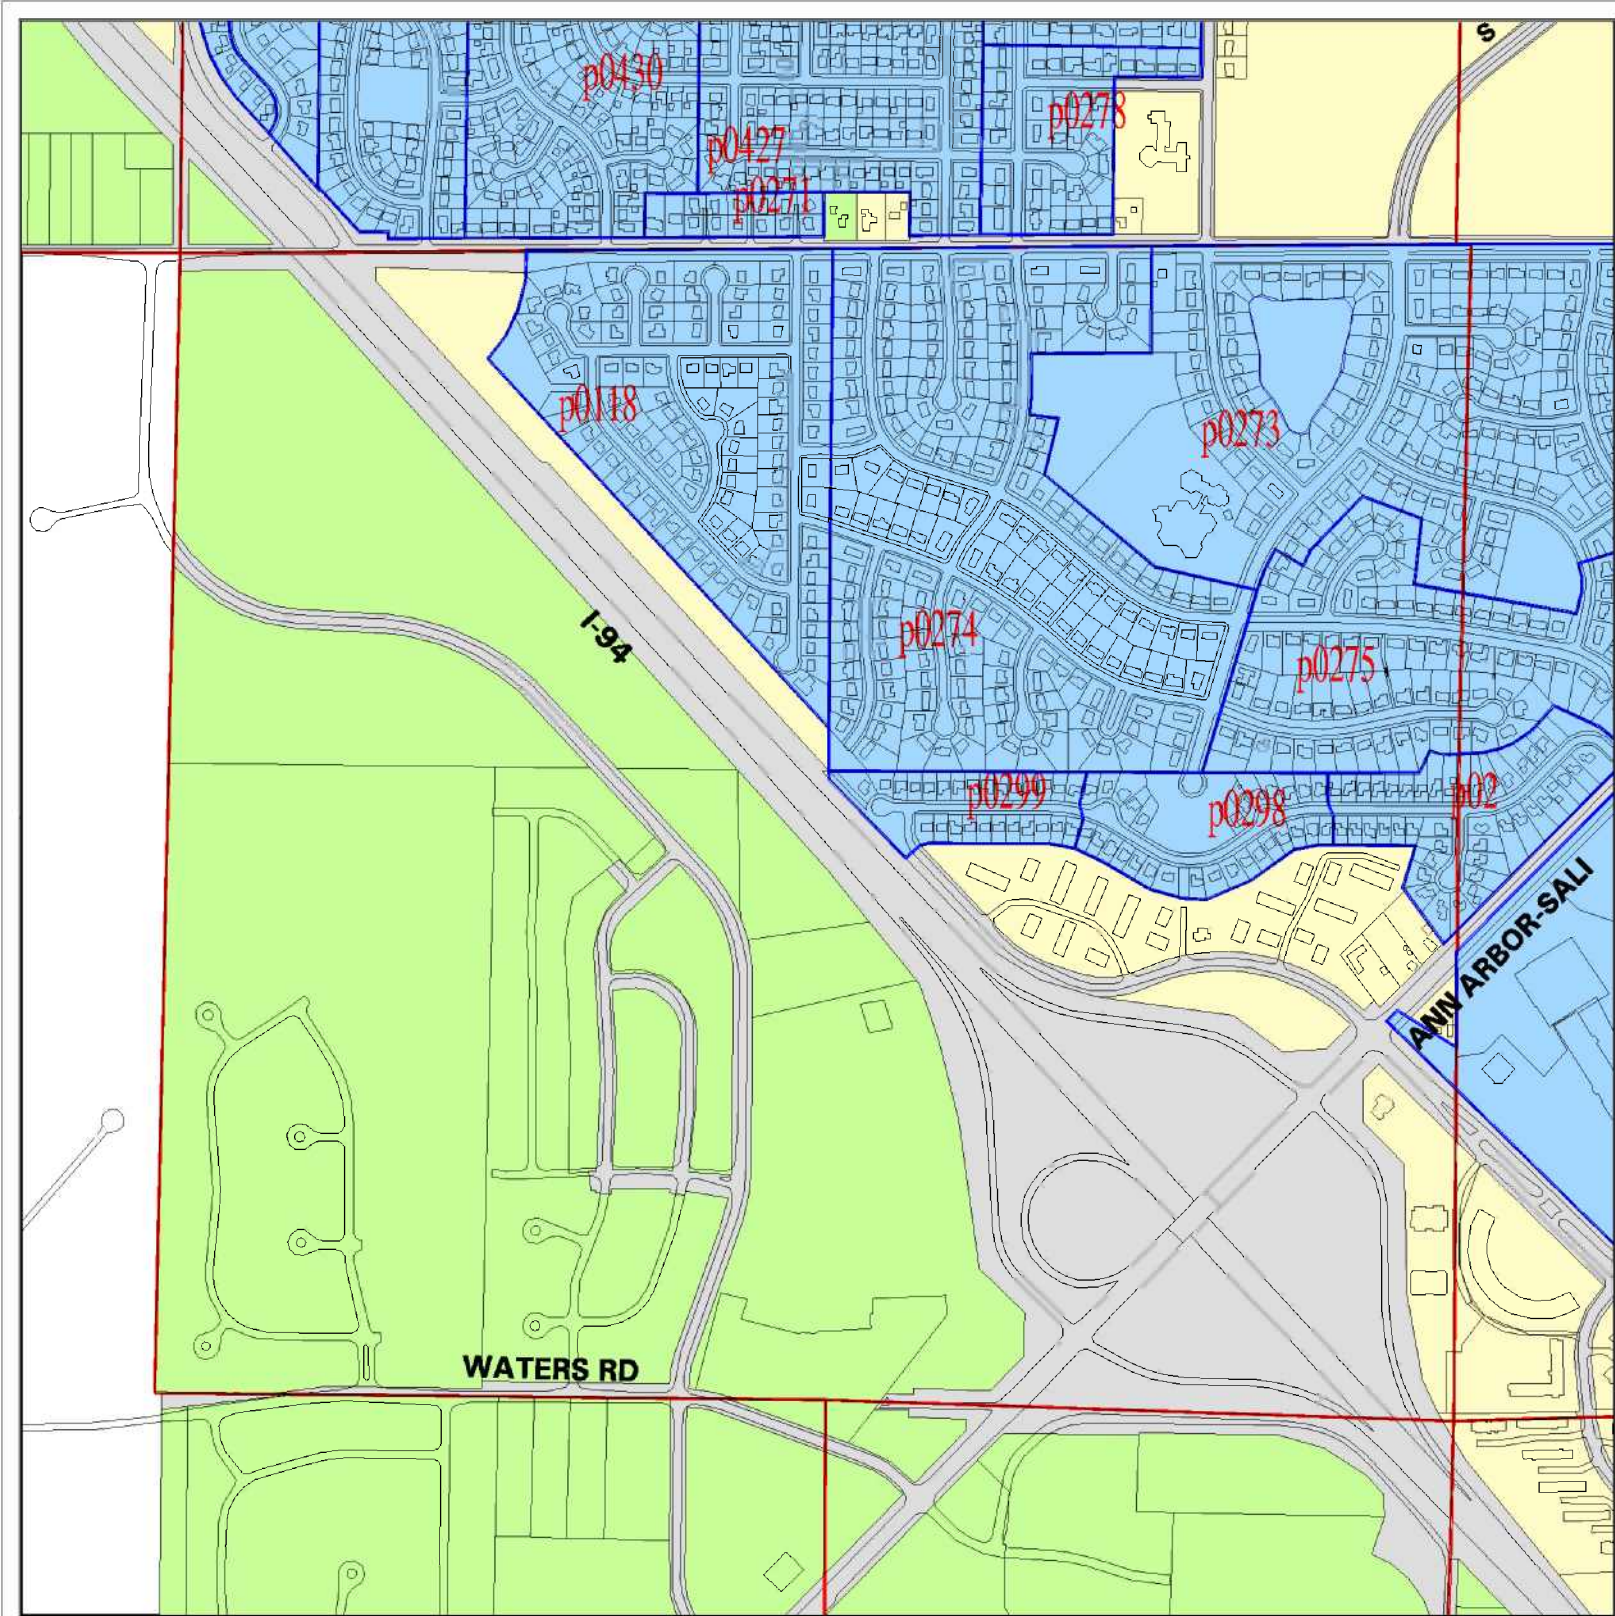 S
p0430
p0278
p0427
p0271
p0118
p0273
I-94
p0274
p0275
p0299
p0298
p02
ANN ARBOR-SALI
WATERS RD